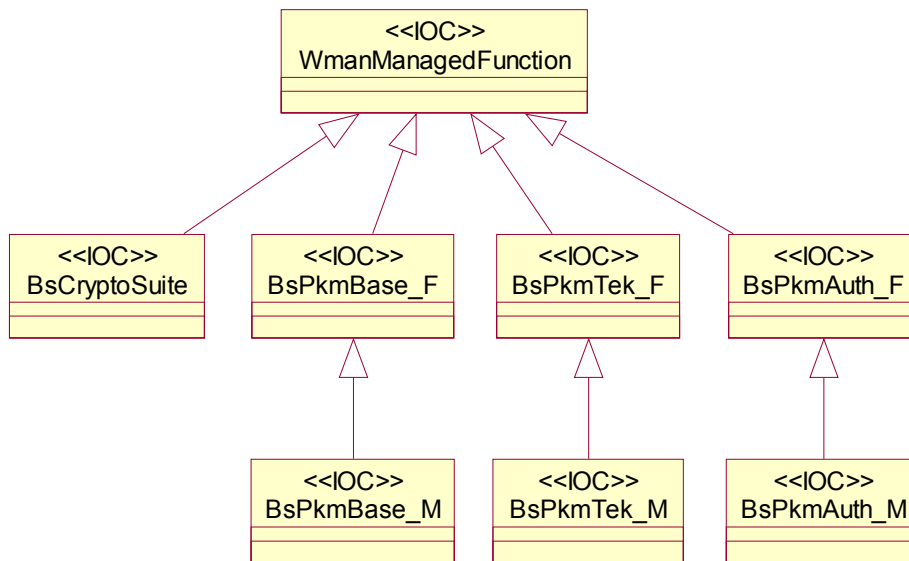 <<IOC>>
WmanManagedFunction
<<IOC>>
BsCryptoSuite
<<IOC>>
BsPkmBase_F
<<IOC>>
BsPkmTek_F
<<IOC>>
BsPkmAuth_F
<<IOC>>
BsPkmBase_M
<<IOC>>
BsPkmTek_M
<<IOC>>
BsPkmAuth_M